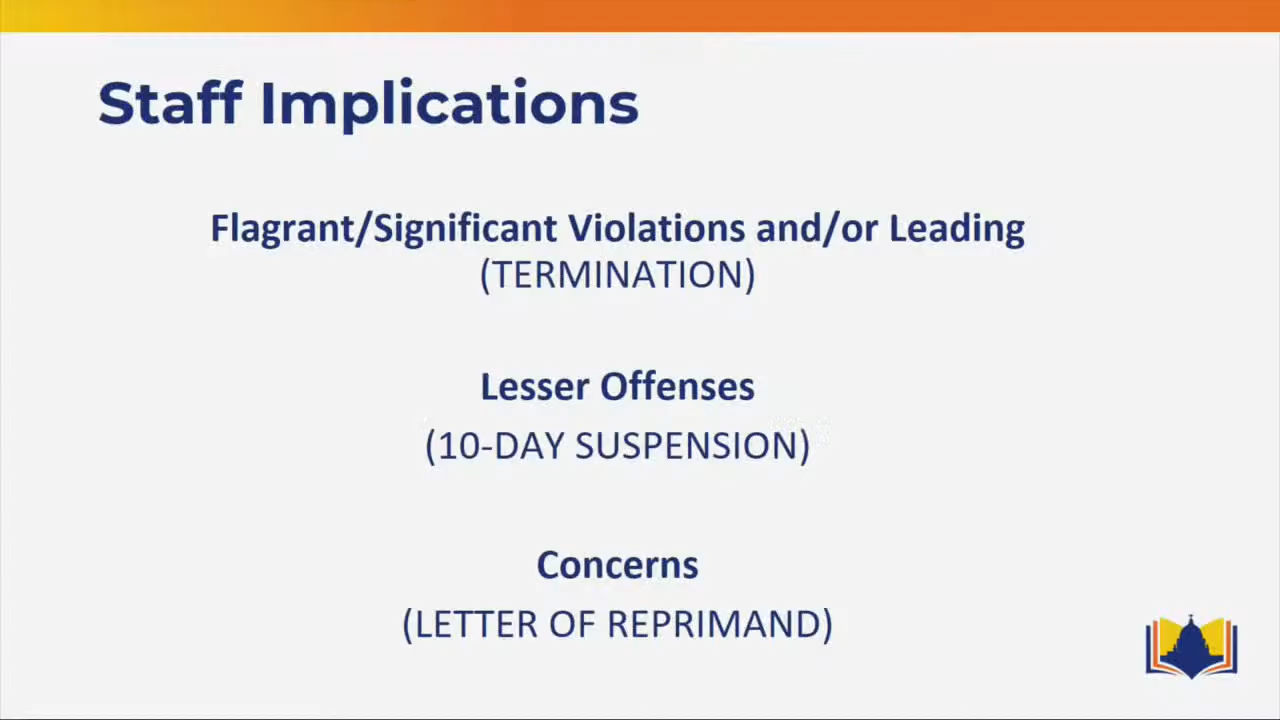 Staff Implications
Flagrant/Significant Violations and/or Leading
(TERMINATION)
Lesser Offenses
(10-DAY SUSPENSION)
Concerns
(LETTER OF REPRIMAND)